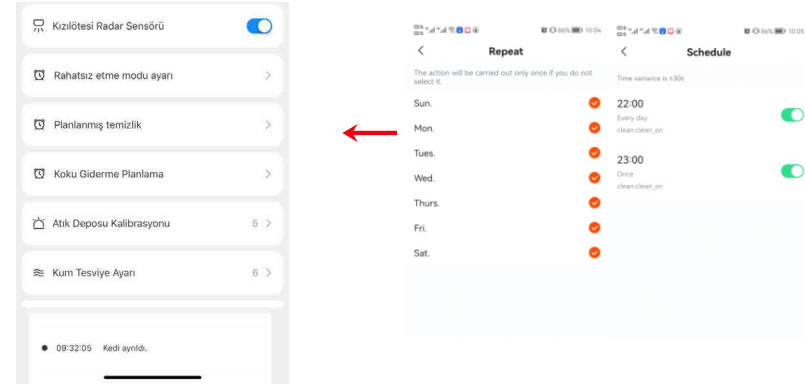 Kızılötesi Radar Sensörü
Rahatsız etme modu ayarı
Planlanmış temizlik
Koku Giderme Planlama
Atık Deposu Kalibrasyonu 5
Kum Tesviye Ayarı 6
09:32:05 Kedi ayrıldı.
86% 10:04
Repeat
The action will be carried out only once if you do not
select it.
Sun.
Mon.
Tues.
Wed.
Thurs.
Fri.
Sat.
86% 10:05
Schedule
Time variance is ±30s
22:00
Every day
clean:clean_on
23:00
Once
clean:clean_on